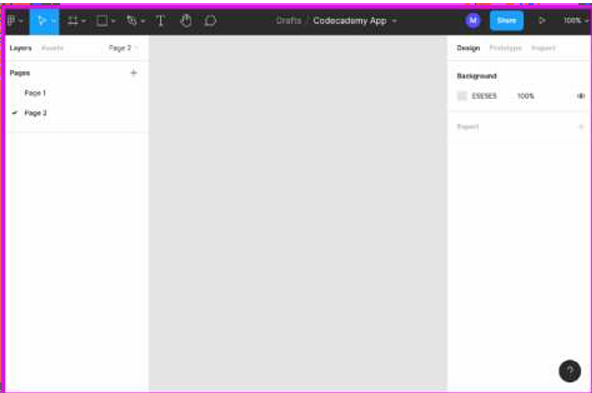 T Drafts / Codecademy App M Share 100%
Layers Assets Page 2 Design Prototype Inspect
Pages + Background
Page 1 E5E5E5 100%
Page 2
Export +
?